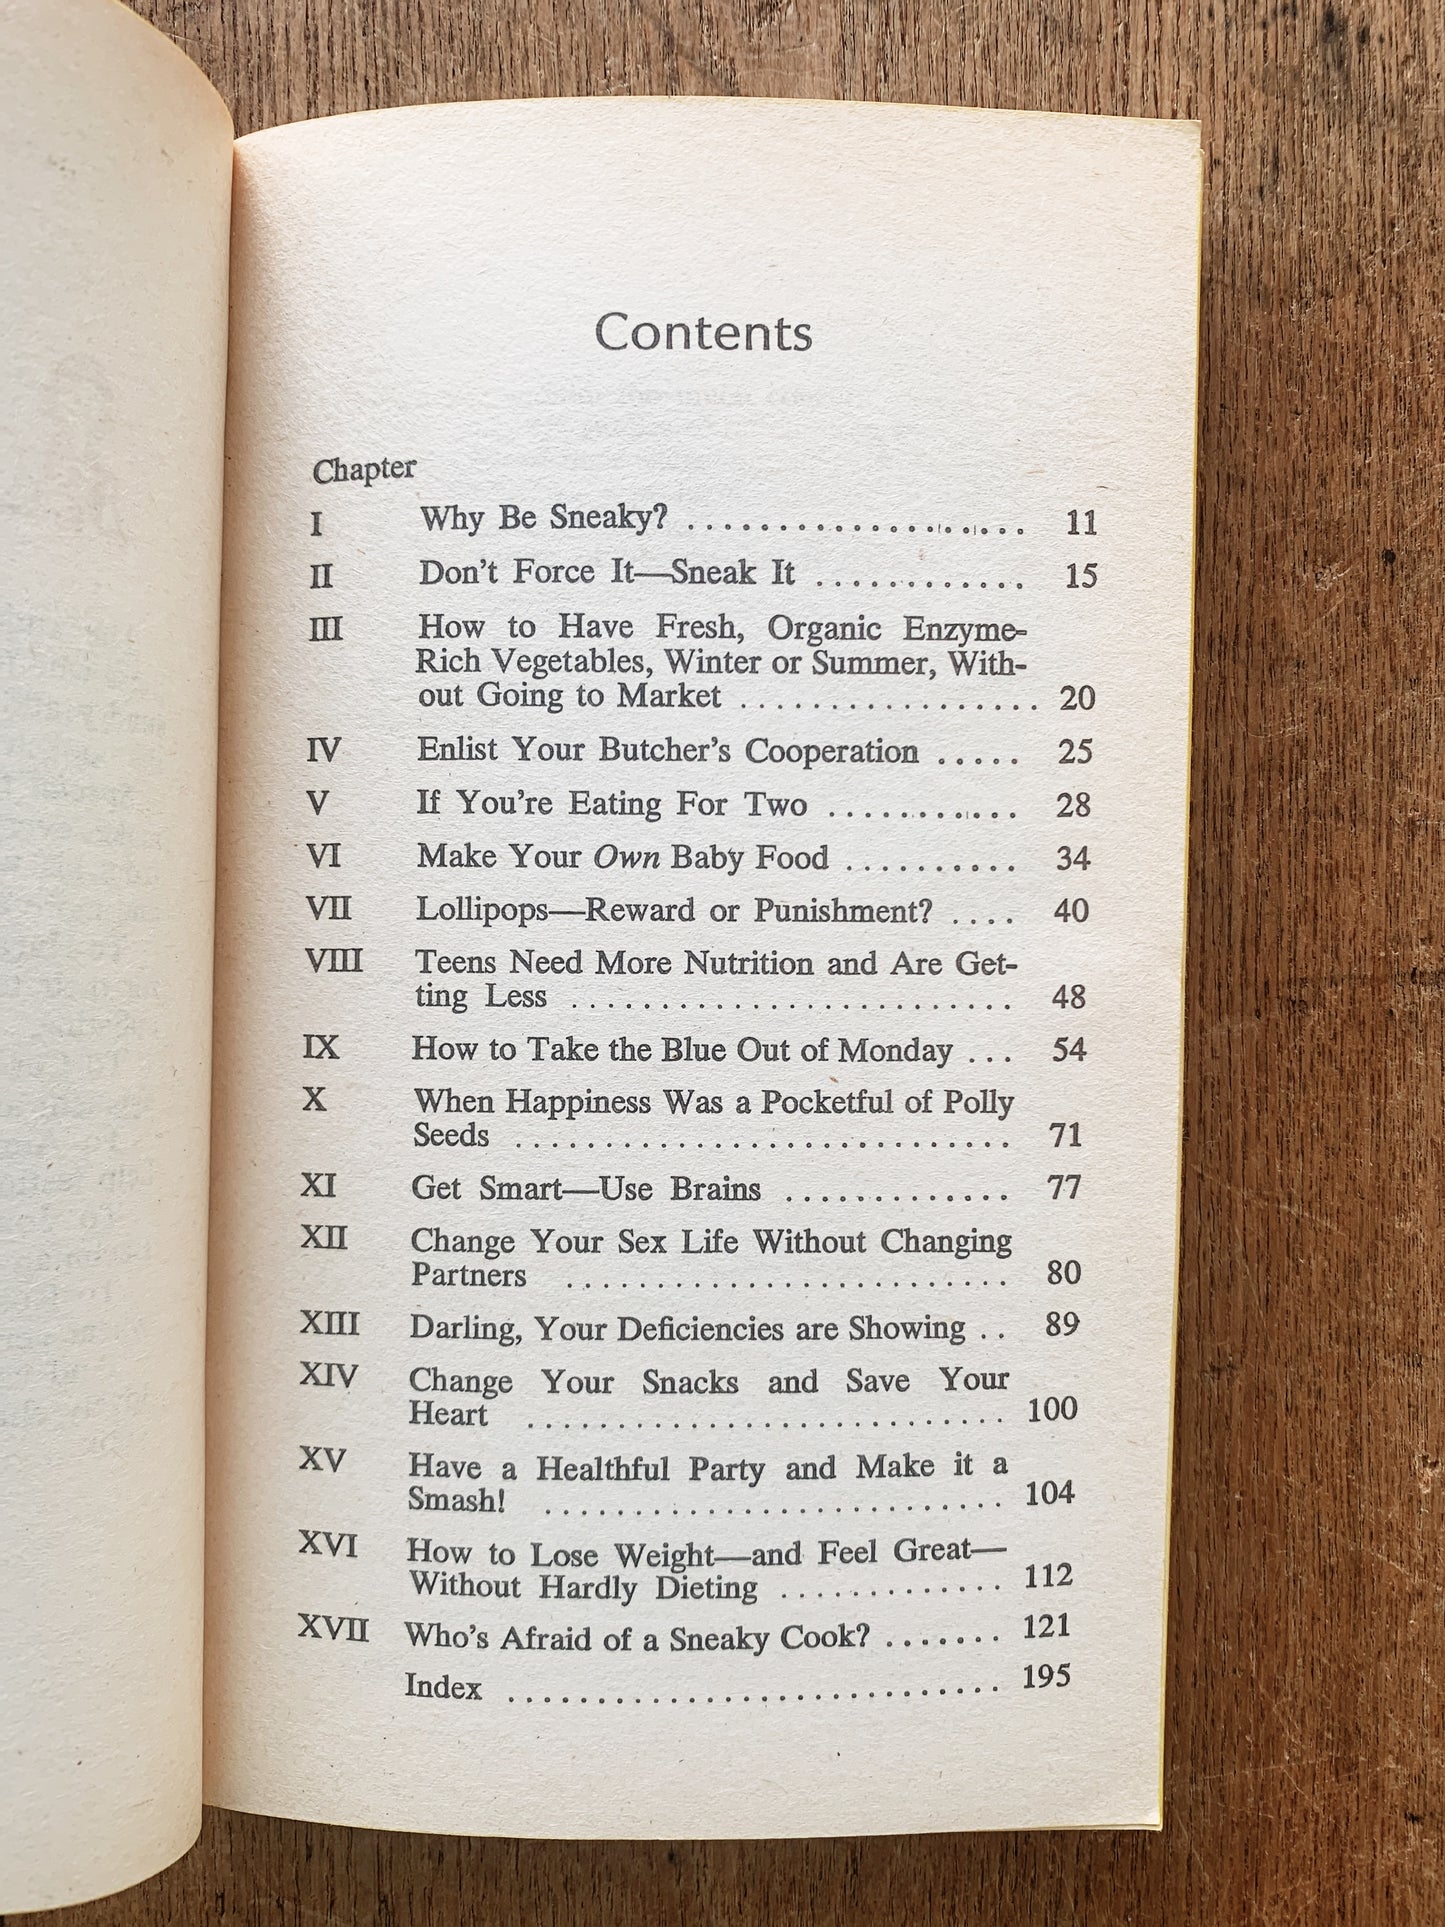 Contents
Chapter
I Why Be Sneaky? ................... 11
II Don't Force It—Sneak It ............ 15
III How to Have Fresh, Organic Enzyme-
Rich Vegetables, Winter or Summer, With-
out Going to Market ................. 20
IV Enlist Your Butcher's Cooperation ..... 25
V If You're Eating For Two ........... 28
VI Make Your Own Baby Food .......... 34
VII Lollipops—Reward or Punishment? .... 40
VIII Teens Need More Nutrition and Are Get-
ting Less ......................... 48
IX How to Take the Blue Out of Monday ... 54
X When Happiness Was a Pocketful of Polly
Seeds ............................ 71
XI Get Smart—Use Brains ............. 77
XII Change Your Sex Life Without Changing
Partners ......................... 80
XIII Darling, Your Deficiencies are Showing .. 89
XIV Change Your Snacks and Save Your
Heart ........................... 100
XV Have a Healthful Party and Make it a
Smash! .......................... 104
XVI How to Lose Weight—and Feel Great—
Without Hardly Dieting ............. 112
XVII Who's Afraid of a Sneaky Cook? ....... 121
Index ............................ 195